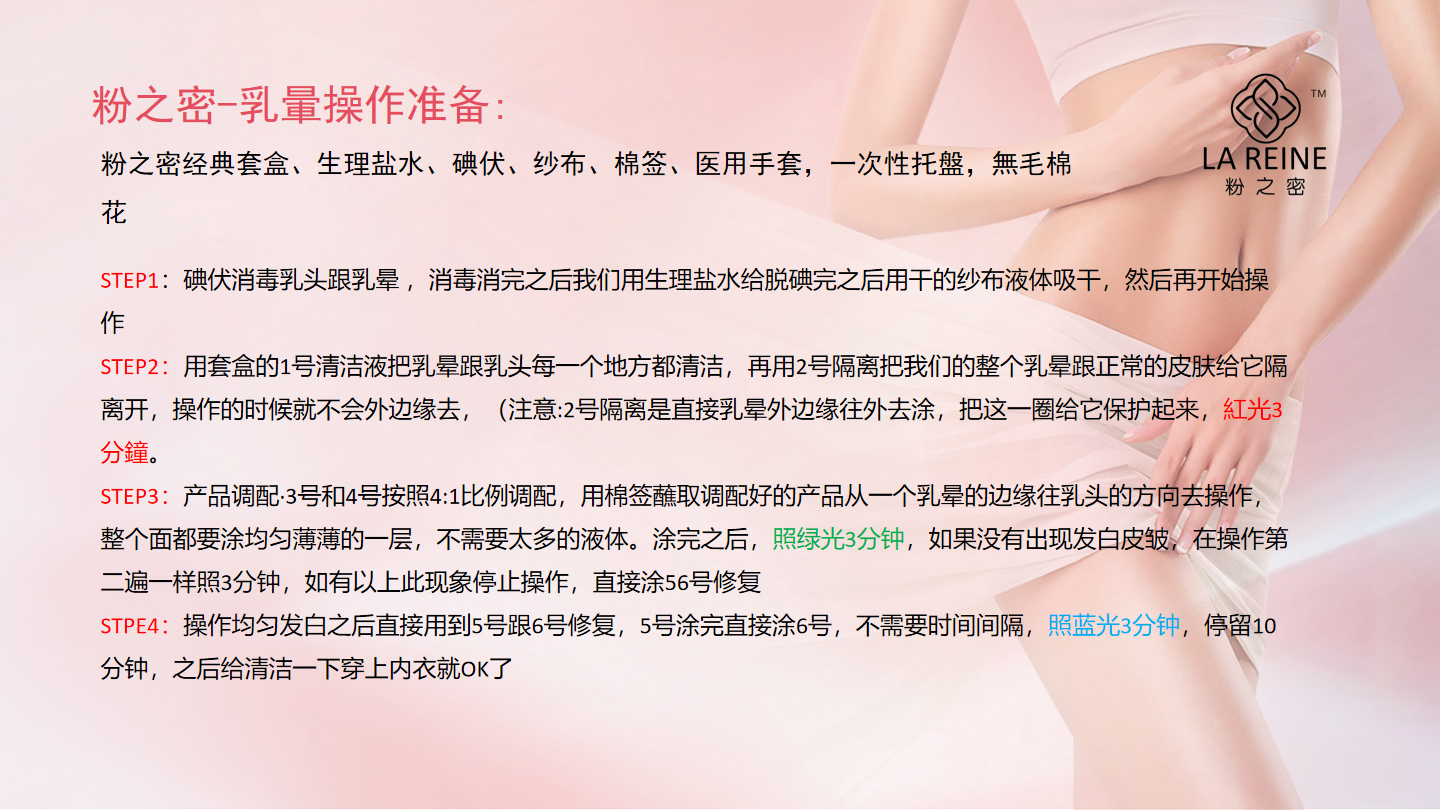 粉之密-乳晕操作准备：
TM
LA REINE
粉之密
粉之密经典套盒、生理盐水、碘伏、纱布、棉签、医用手套，一次性托盤，無毛棉
花
STEP1：碘伏消毒乳头跟乳晕 ，消毒消完之后我们用生理盐水给脱碘完之后用干的纱布液体吸干，然后再开始操
作
STEP2：用套盒的1号清洁液把乳晕跟乳头每一个地方都清洁，再用2号隔离把我们的整个乳晕跟正常的皮肤给它隔
离开，操作的时候就不会外边缘去，（注意:2号隔离是直接乳晕外边缘往外去涂，把这一圈给它保护起来，紅光3
分鐘。
STEP3：产品调配·3号和4号按照4:1比例调配，用棉签蘸取调配好的产品从一个乳晕的边缘往乳头的方向去操作，
整个面都要涂均匀薄薄的一层，不需要太多的液体。涂完之后，照绿光3分钟，如果没有出现发白皮皱，在操作第
二遍一样照3分钟，如有以上此现象停止操作，直接涂56号修复
STPE4：操作均匀发白之后直接用到5号跟6号修复，5号涂完直接涂6号，不需要时间间隔，照蓝光3分钟，停留10
分钟，之后给清洁一下穿上内衣就OK了